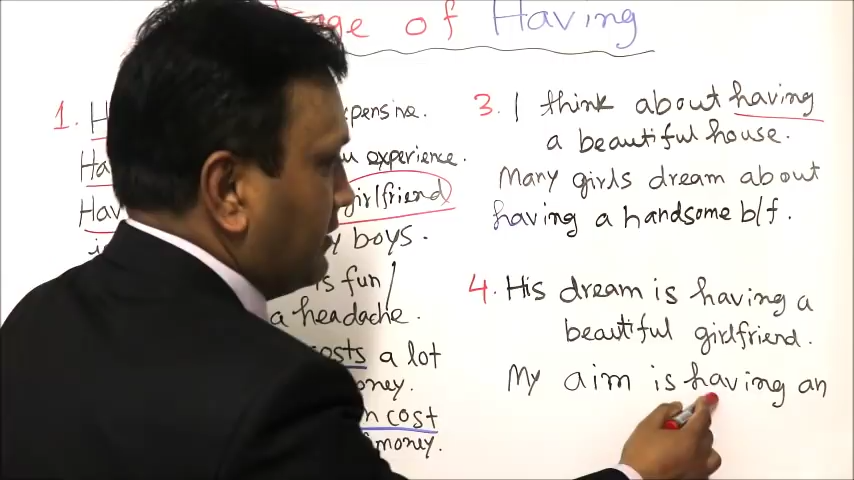 of Having
1. H
pensive.
Ha
experience.
Hav
girlfriend
boys.
is fun/
a headache.
costs a lot
ney.
cost
money.
3. I think about having
a beautiful house.
Many girls dream about
having a handsome b/f.
4. His dream is having a
beautiful girlfriend.
My aim is having an